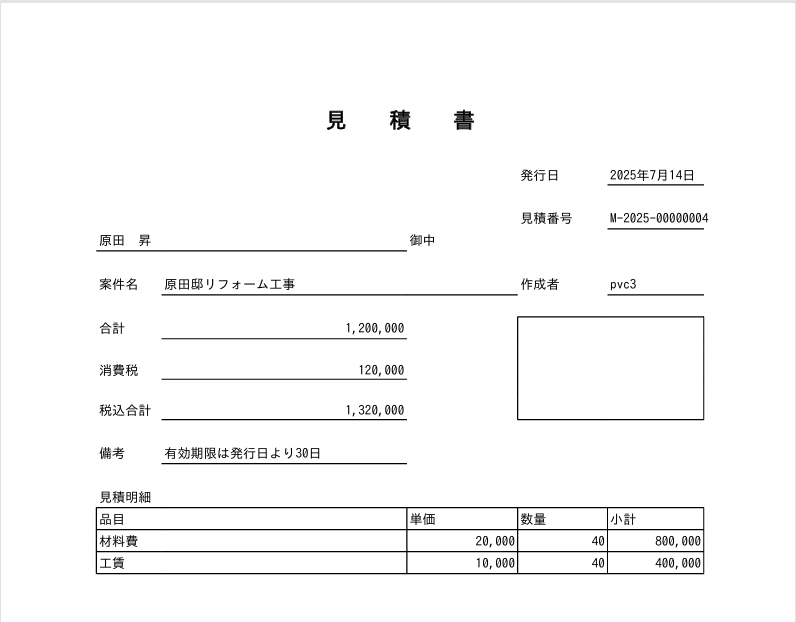 見　積　書
発行日 2025年7月14日
見積番号 M-2025-00000004
原田　昇 御中
案件名 原田邸リフォーム工事 作成者 pvc3
合計 1,200,000
消費税 120,000
税込合計 1,320,000
備考 有効期限は発行日より30日
見積明細
品目 単価 数量 小計
材料費 20,000 40 800,000
工賃 10,000 40 400,000